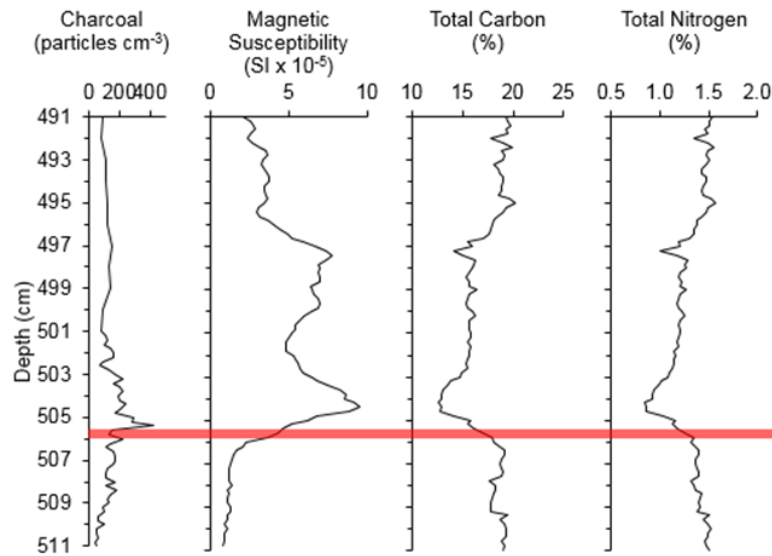 Charcoal
(particles cm-3)
Magnetic
Susceptibility
(SI x 10-5)
Total Carbon
(%)
Total Nitrogen
(%)
0 200 400
0 5 10
10 15 20 25
0.5 1.0 1.5 2.0
Depth (cm)
491
493
495
497
499
501
503
505
507
509
511